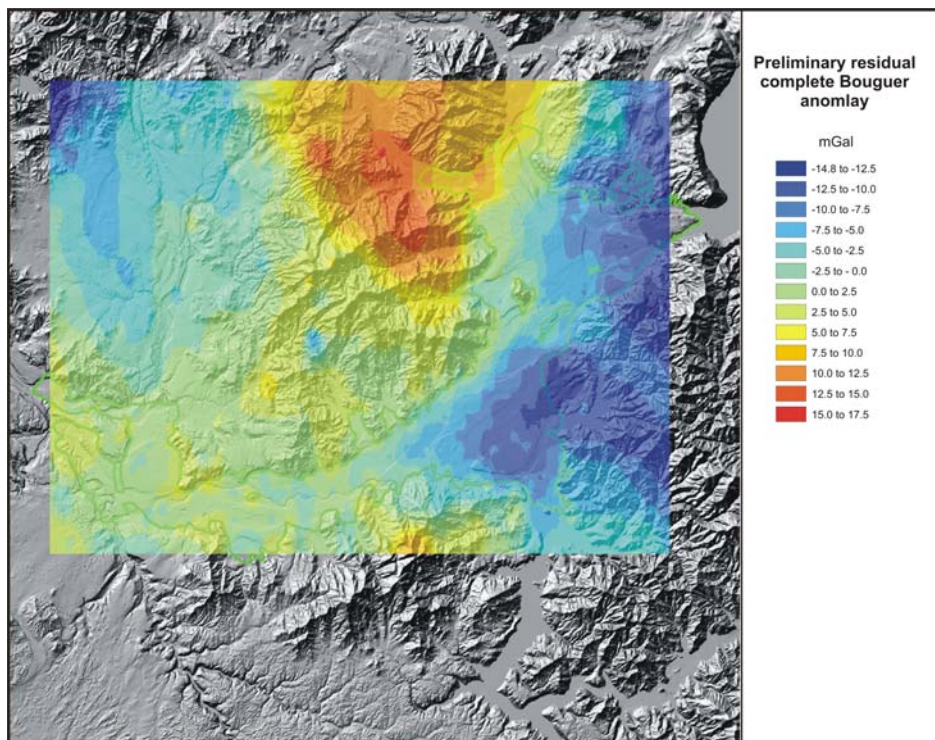 Preliminary residual
complete Bouguer
anomlay
mGal
-14.8 to -12.5
-12.5 to -10.0
-10.0 to -7.5
-7.5 to -5.0
-5.0 to -2.5
-2.5 to - 0.0
0.0 to 2.5
2.5 to 5.0
5.0 to 7.5
7.5 to 10.0
10.0 to 12.5
12.5 to 15.0
15.0 to 17.5